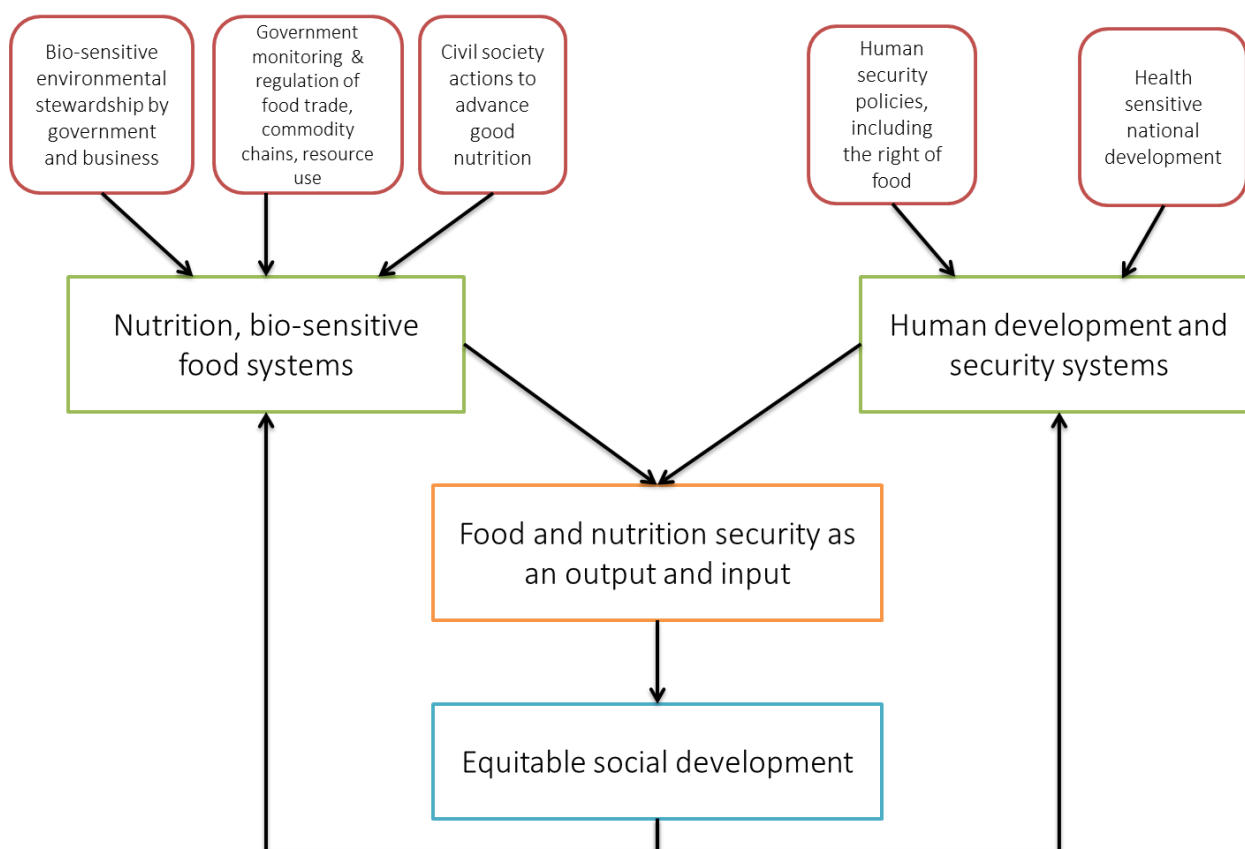 Bio-sensitive
environmental
stewardship by
government
and business
Government
monitoring & 
regulation of
food trade,
commodity
chains, resource
use
Civil society
actions to
advance
good
nutrition
Human
security
policies,
including
the right of
food
Health
sensitive
national
development
Nutrition, bio-sensitive
food systems
Human development and
security systems
Food and nutrition security as
an output and input
Equitable social development